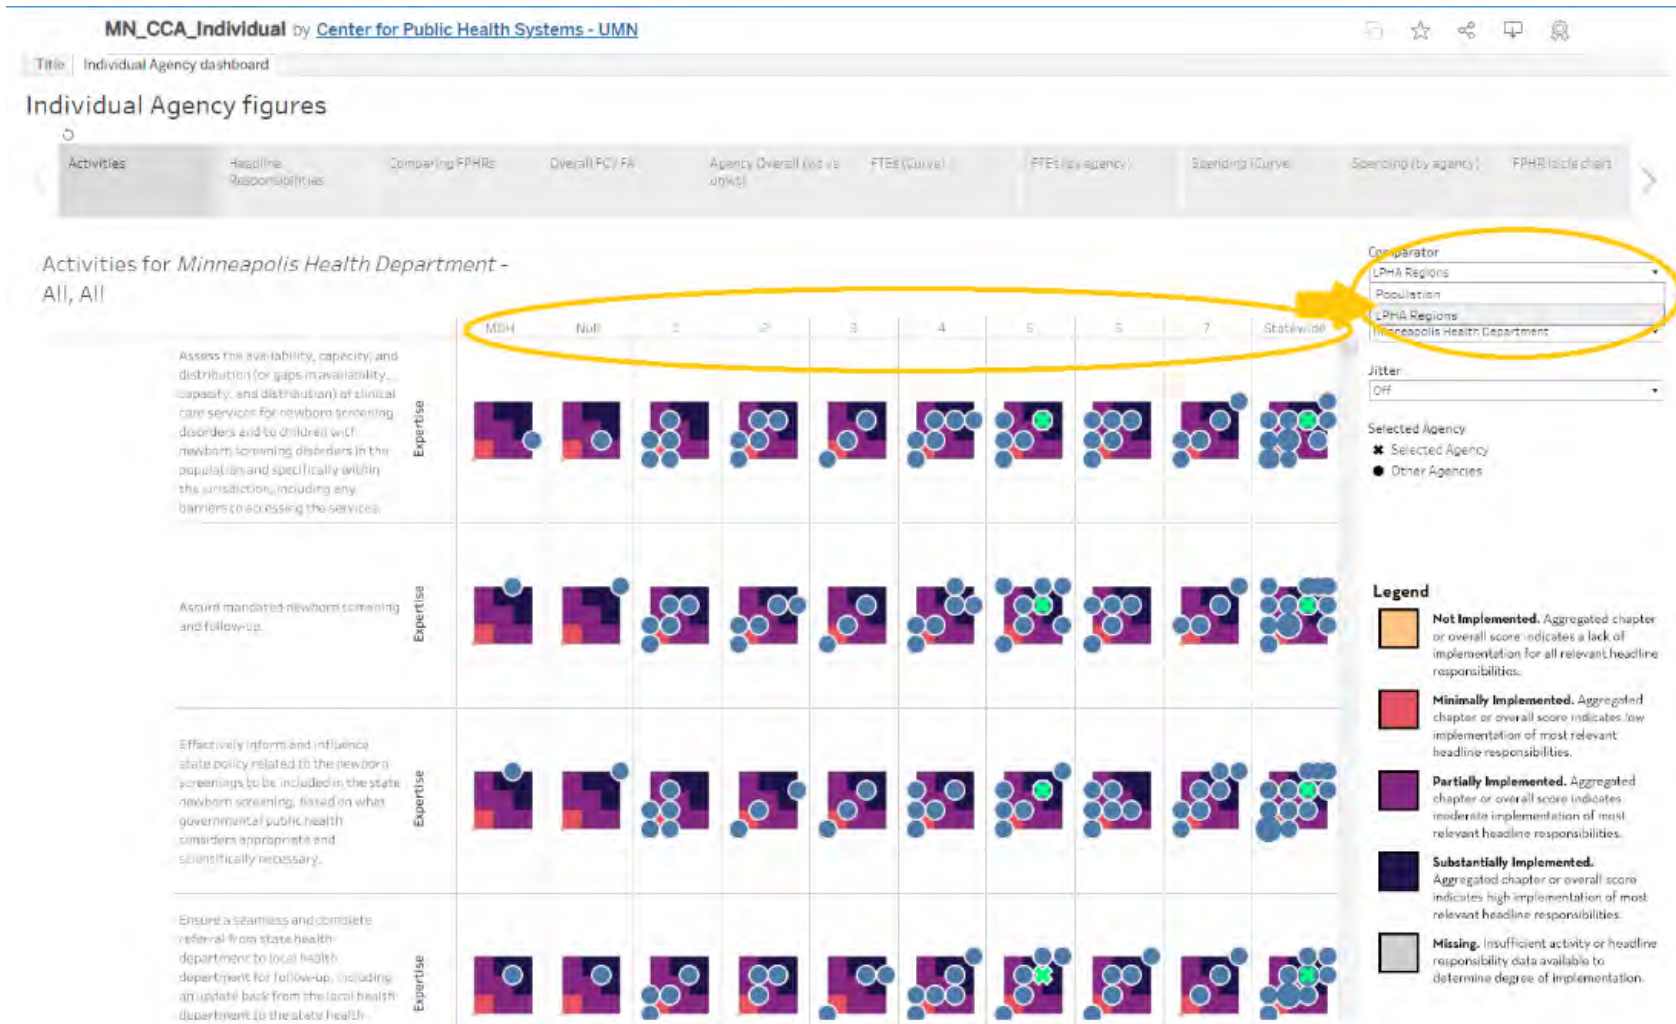 MN_CCA_Individual by Center for Public Health Systems - UMN
Title Individual Agency dashboard
Individual Agency figures
Activities
Headline Responsibilities
Comparing FPHRs
Overall FC/FA
Agency Overall (wt vs unwt)
FTEs (Curve)
FTEs (by agency)
Spending (Curve)
Spending (by agency)
FPHR circle chart
Activities for Minneapolis Health Department -
All, All
Comparator
LPHA Regions
Population
LPHA Regions
Minneapolis Health Department
MDH Null 1 2 3 4 5 6 7 Statewide
Jitter
Off
Selected Agency
Selected Agency
Other Agencies
Assess the availability, capacity, and
distribution (or gaps in availability,
capacity, and distribution) of clinical
care services for newborn screening
disorders and to children with
newborn screening disorders in the
population and specifically within
the jurisdiction, including any
barriers to accessing the services.
Expertise
Assure mandated newborn screening
and follow-up.
Expertise
Effectively inform and influence
state policy related to the newborn
screenings to be included in the state
newborn screening, based on what
governmental public health
considers appropriate and
scientifically necessary.
Expertise
Ensure a seamless and complete
referral from state health
department to local health
department for follow-up, including
an update back from the local health
department to the state health
Expertise
Legend
Not Implemented. Aggregated chapter
or overall score indicates a lack of
implementation for all relevant headline
responsibilities.
Minimally Implemented. Aggregated
chapter or overall score indicates low
implementation of most relevant
headline responsibilities.
Partially Implemented. Aggregated
chapter or overall score indicates
moderate implementation of most
relevant headline responsibilities.
Substantially Implemented.
Aggregated chapter or overall score
indicates high implementation of most
relevant headline responsibilities.
Missing. Insufficient activity or headline
responsibility data available to
determine degree of implementation.